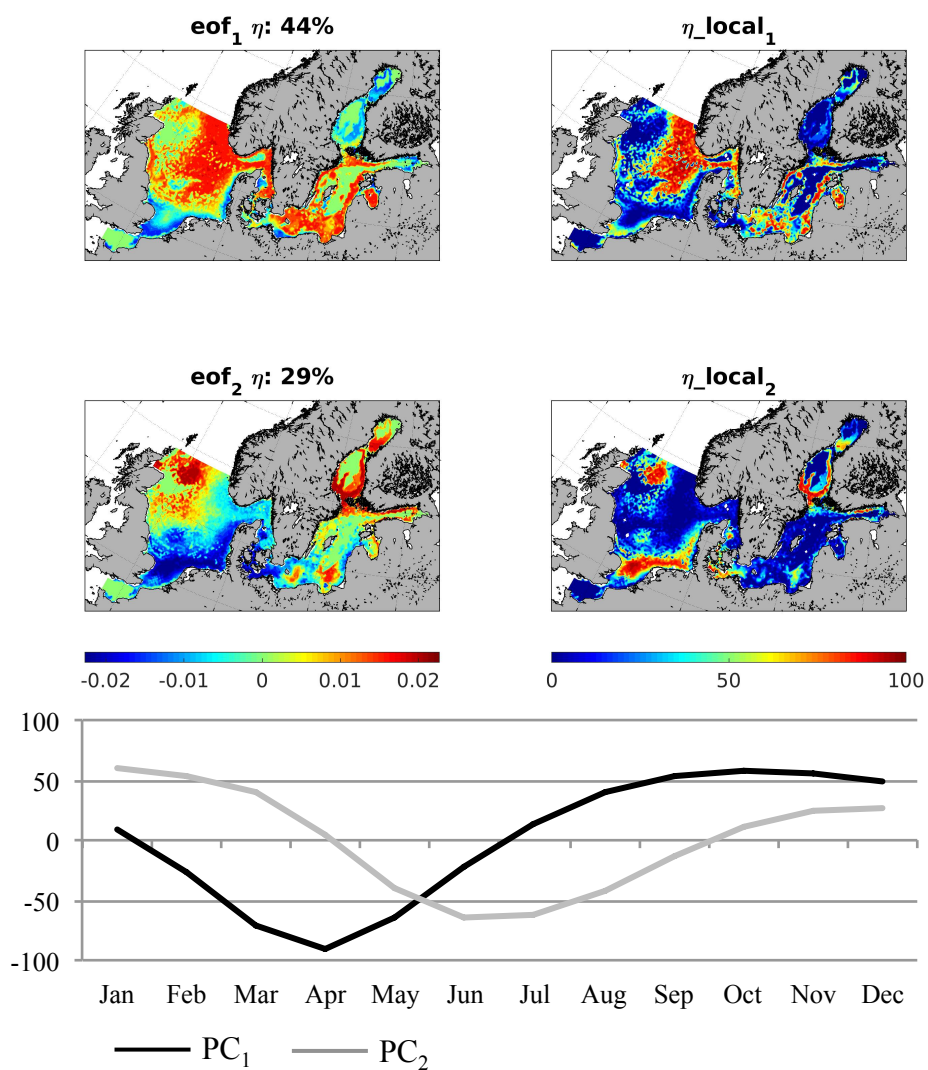 eof₁ η: 44% η_local₁
eof₂ η: 29% η_local₂
-0.02 -0.01 0 0.01 0.02 0 50 100
100
50
0
-50
-100
Jan Feb Mar Apr May Jun Jul Aug Sep Oct Nov Dec
PC₁ PC₂